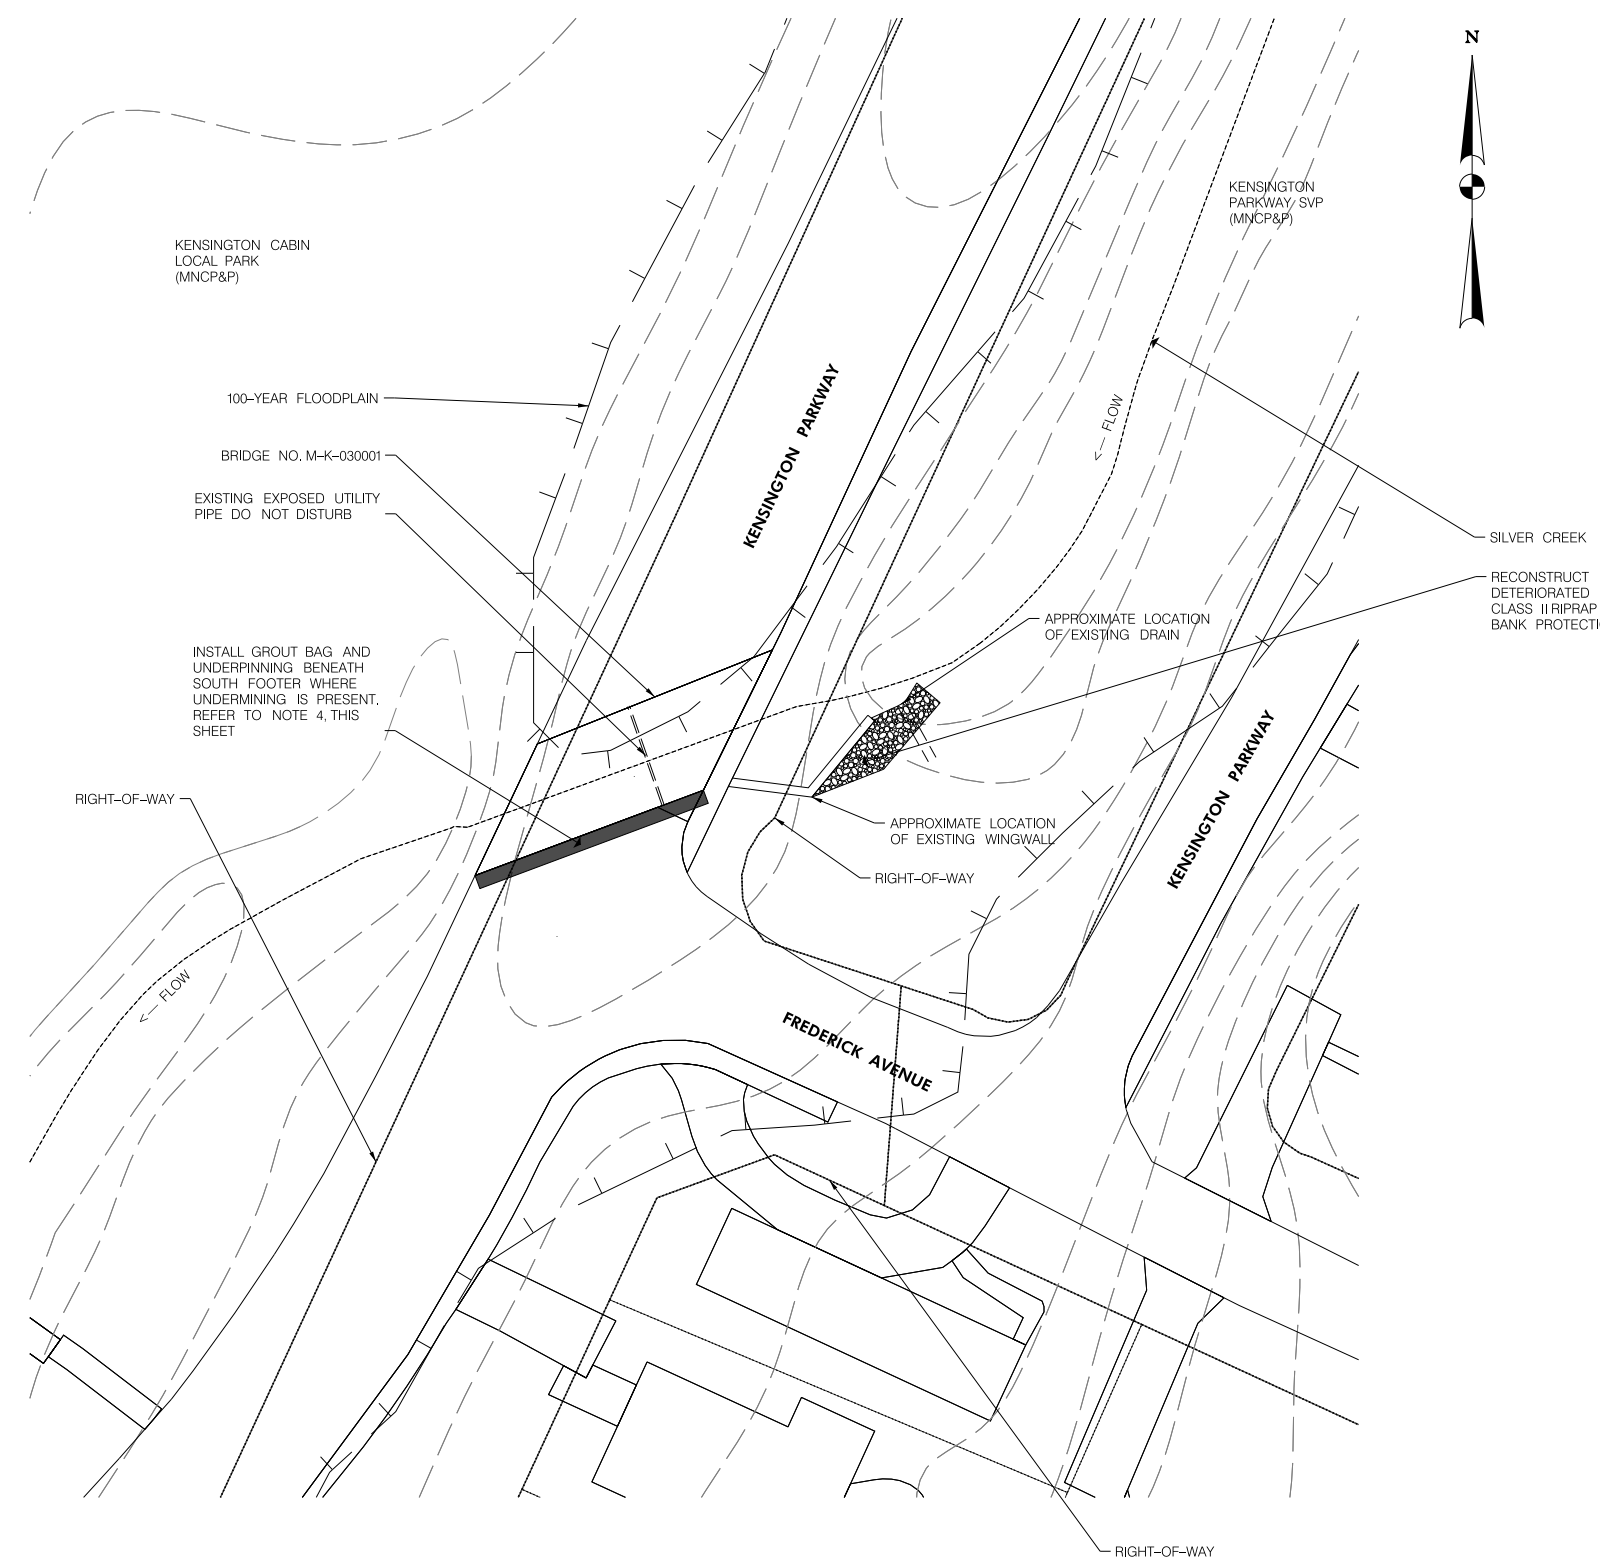 N
KENSINGTON
PARKWAY SVP
(MNCP&P)
KENSINGTON CABIN
LOCAL PARK
(MNCP&P)
100-YEAR FLOODPLAIN
BRIDGE NO. M-K-030001
EXISTING EXPOSED UTILITY
PIPE DO NOT DISTURB
KENSINGTON PARKWAY
<-- FLOW
SILVER CREEK
RECONSTRUCT
DETERIORATED
CLASS II RIPRAP
BANK PROTECTI
APPROXIMATE LOCATION
OF EXISTING DRAIN
INSTALL GROUT BAG AND
UNDERPINNING BENEATH
SOUTH FOOTER WHERE
UNDERMINING IS PRESENT.
REFER TO NOTE 4, THIS
SHEET
RIGHT-OF-WAY
KENSINGTON PARKWAY
APPROXIMATE LOCATION
OF EXISTING WINGWALL
RIGHT-OF-WAY
<-- FLOW
FREDERICK AVENUE
RIGHT-OF-WAY